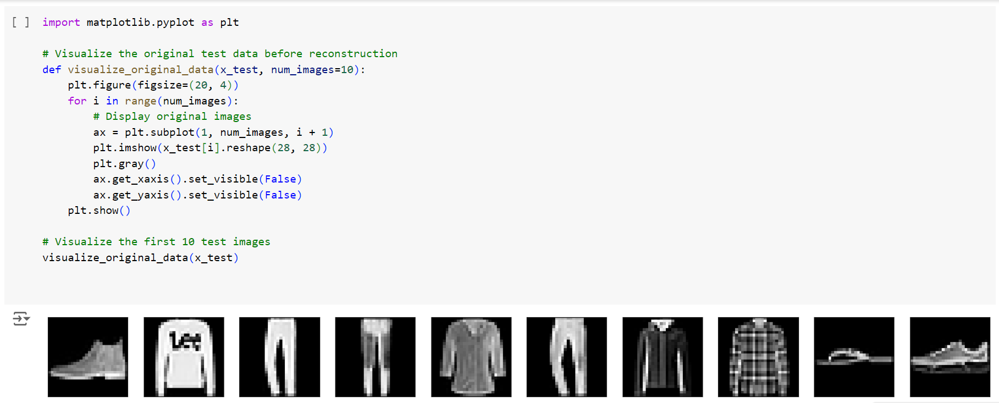 [ ] import matplotlib.pyplot as plt
# Visualize the original test data before reconstruction
def visualize_original_data(x_test, num_images=10):
    plt.figure(figsize=(20, 4))
    for i in range(num_images):
        # Display original images
        ax = plt.subplot(1, num_images, i + 1)
        plt.imshow(x_test[i].reshape(28, 28))
        plt.gray()
        ax.get_xaxis().set_visible(False)
        ax.get_yaxis().set_visible(False)
    plt.show()
# Visualize the first 10 test images
visualize_original_data(x_test)
Lee